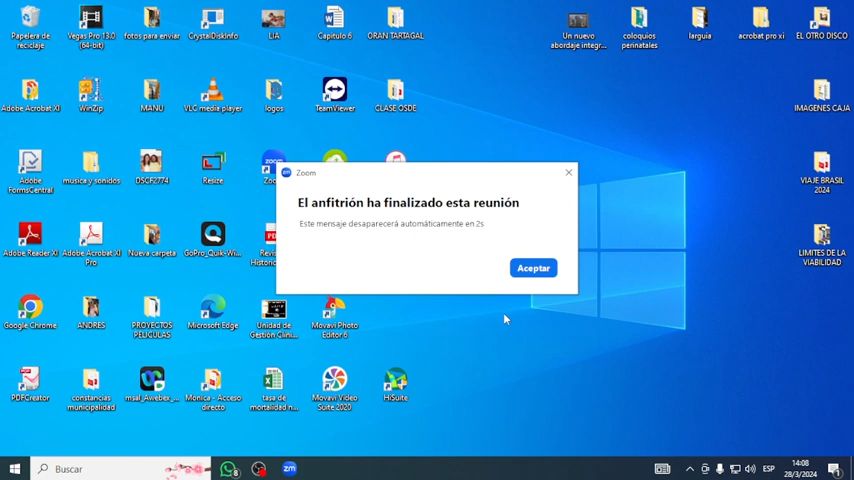 Papelera de
reciclaje
Vegas Pro 13.0
(64-bit)
fotos para enviar
CrystalDiskInfo
LIA
Capitulo 6
ORAN TARTAGAL
Un nuevo
abordaje integr...
coloquios
pennatales
larguia
acrobat pro xi
EL OTRO DISCO
Adobe Acrobat XI
WinZip
MANU
VLC media player
logos
TeamViewer
CLASE OSDE
IMAGENES CAJA
Adobe
FormsCentral
musica y sonidos
DSCF2774
Resize
VIAJE BRASIL
2024
zm Zoom
El anfitrión ha finalizado esta reunión
Este mensaje desaparecerá automáticamente en 2s
Aceptar
Adobe Reader XI
Adobe Acrobat XI
Pro
Nueva carpeta
GoPro_Quik-Wi...
LIMITES DE LA
VIABILIDAD
Google Chrome
ANDRES
PROYECTOS
PELICULAS
Microsoft Edge
Unidad de
Gestión Clíni...
Movavi Photo
Editor 6
PDFCreator
constancias
municipalidad
msal_Awebex_...
Monica - Acceso
directo
tasa de
mortalidad n...
Movavi Video
Suite 2020
HiSuite
Buscar
8
zm
ESP
14:08
28/3/2024
1